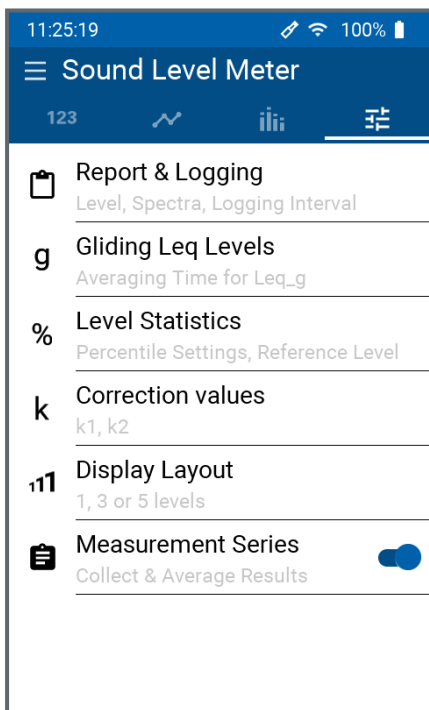 11:25:19 100%
Sound Level Meter
123
Report & Logging
Level, Spectra, Logging Interval
g Gliding Leq Levels
Averaging Time for Leq_g
% Level Statistics
Percentile Settings, Reference Level
k Correction values
k1, k2
111 Display Layout
1, 3 or 5 levels
Measurement Series
Collect & Average Results